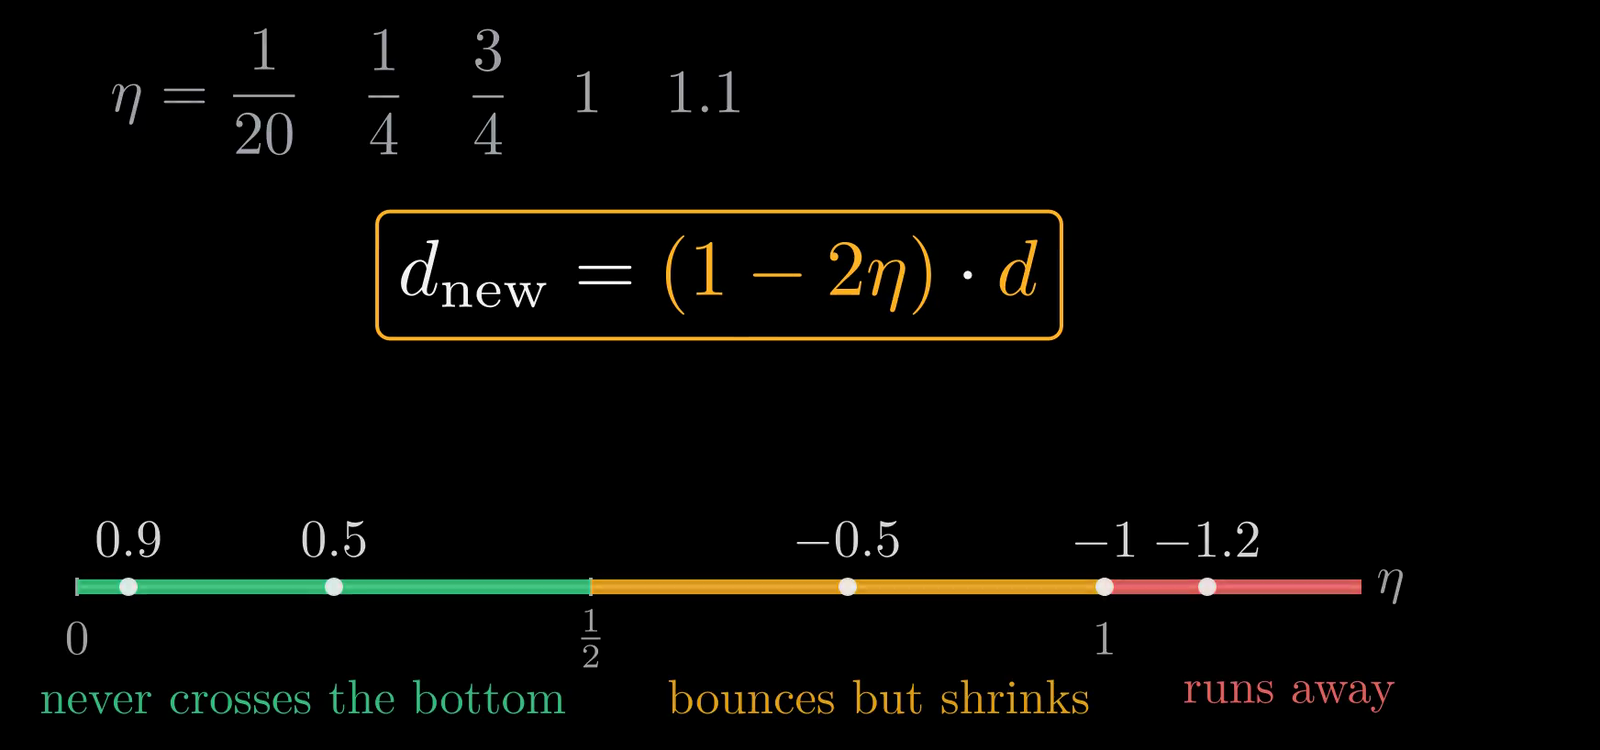 η = 1/20 1/4 3/4 1 1.1
d_new = (1 − 2η) · d
0.9 0.5 −0.5 −1 −1.2
η
0 1/2 1
never crosses the bottom bounces but shrinks runs away